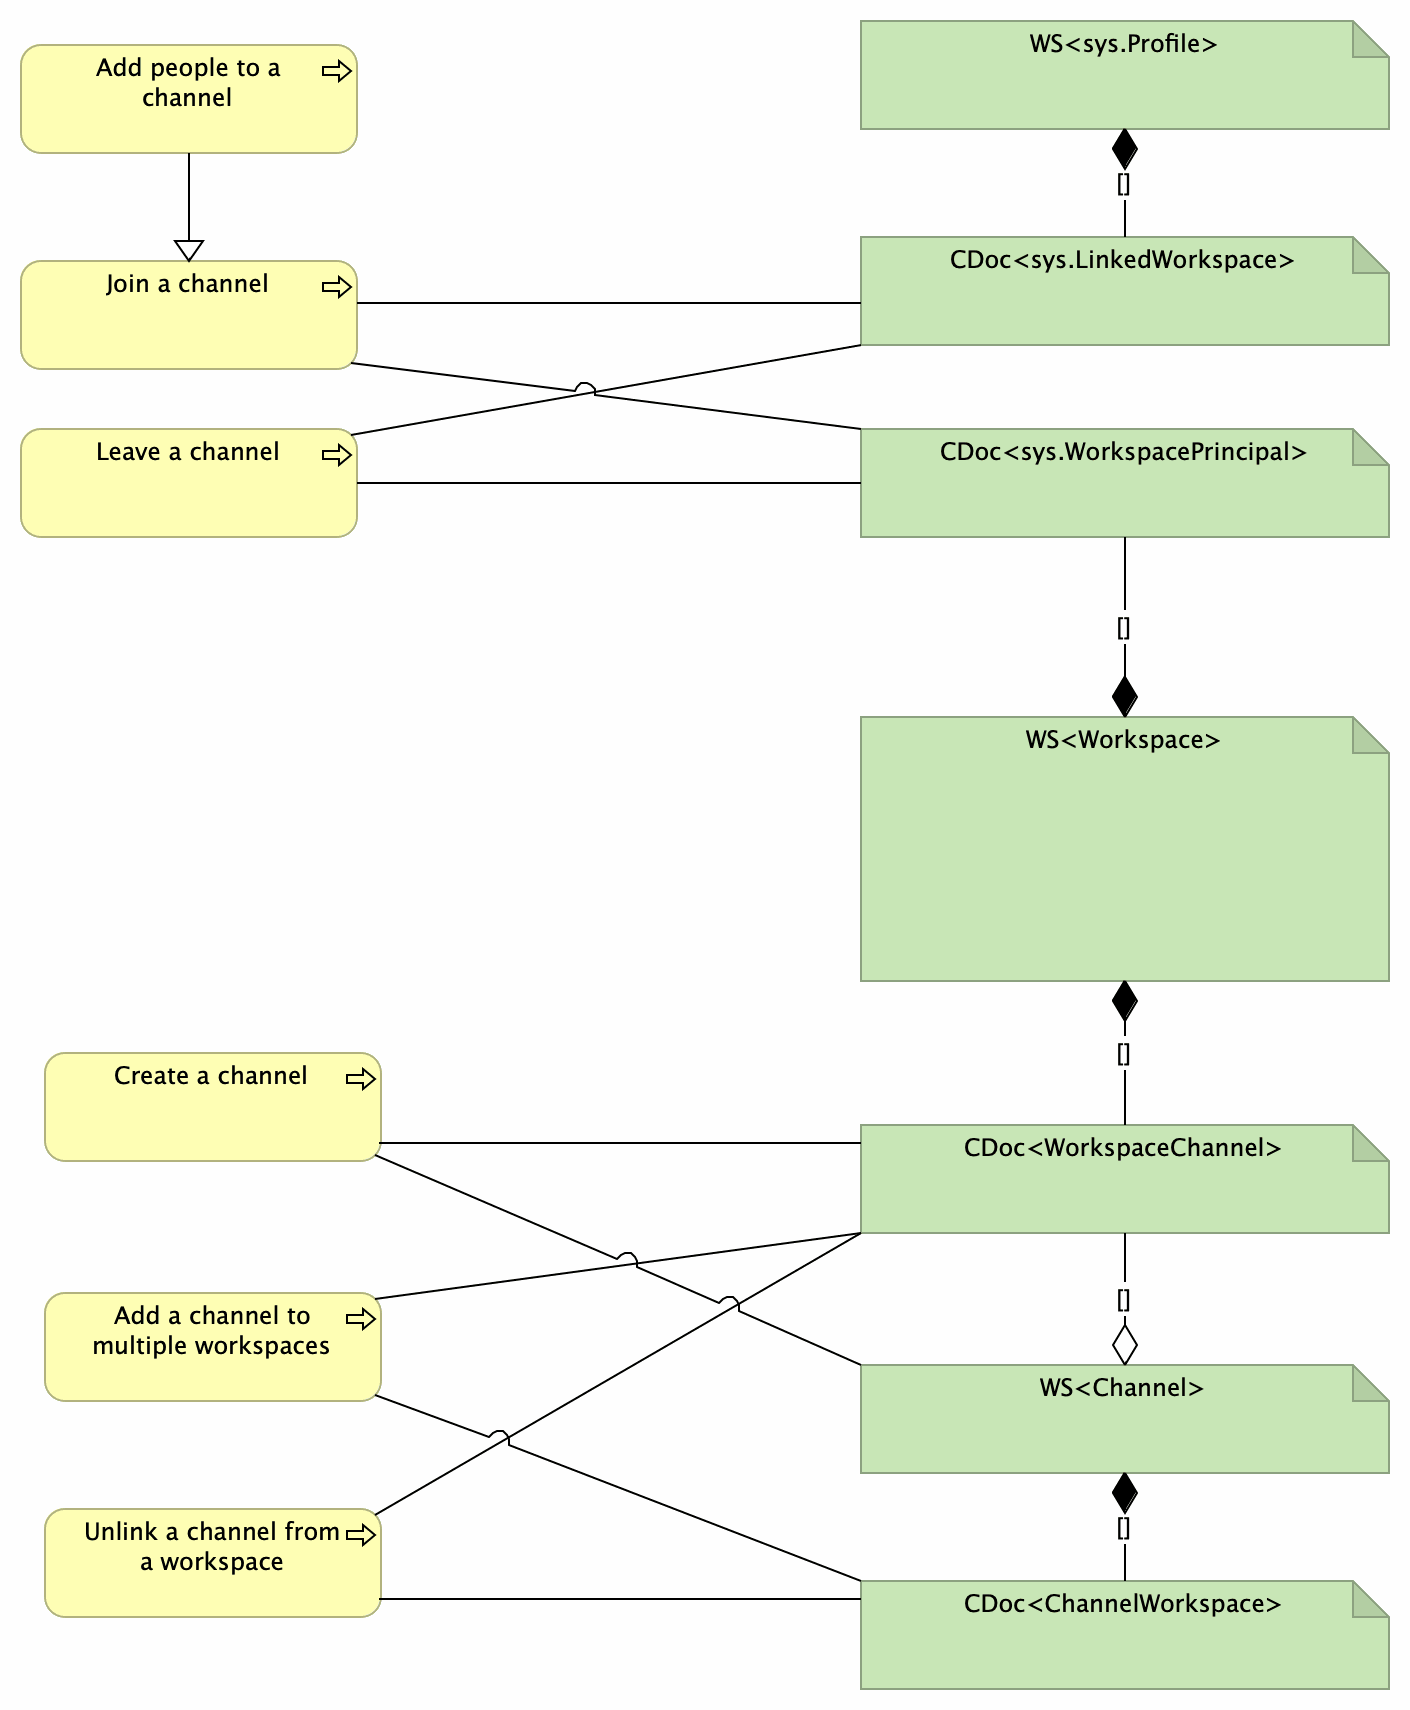 WS<sys.Profile>
Add people to a
channel
[]
CDoc<sys.LinkedWorkspace>
Join a channel
Leave a channel
CDoc<sys.WorkspacePrincipal>
[]
WS<Workspace>
[]
Create a channel
CDoc<WorkspaceChannel>
[]
Add a channel to
multiple workspaces
WS<Channel>
[]
Unlink a channel from
a workspace
CDoc<ChannelWorkspace>